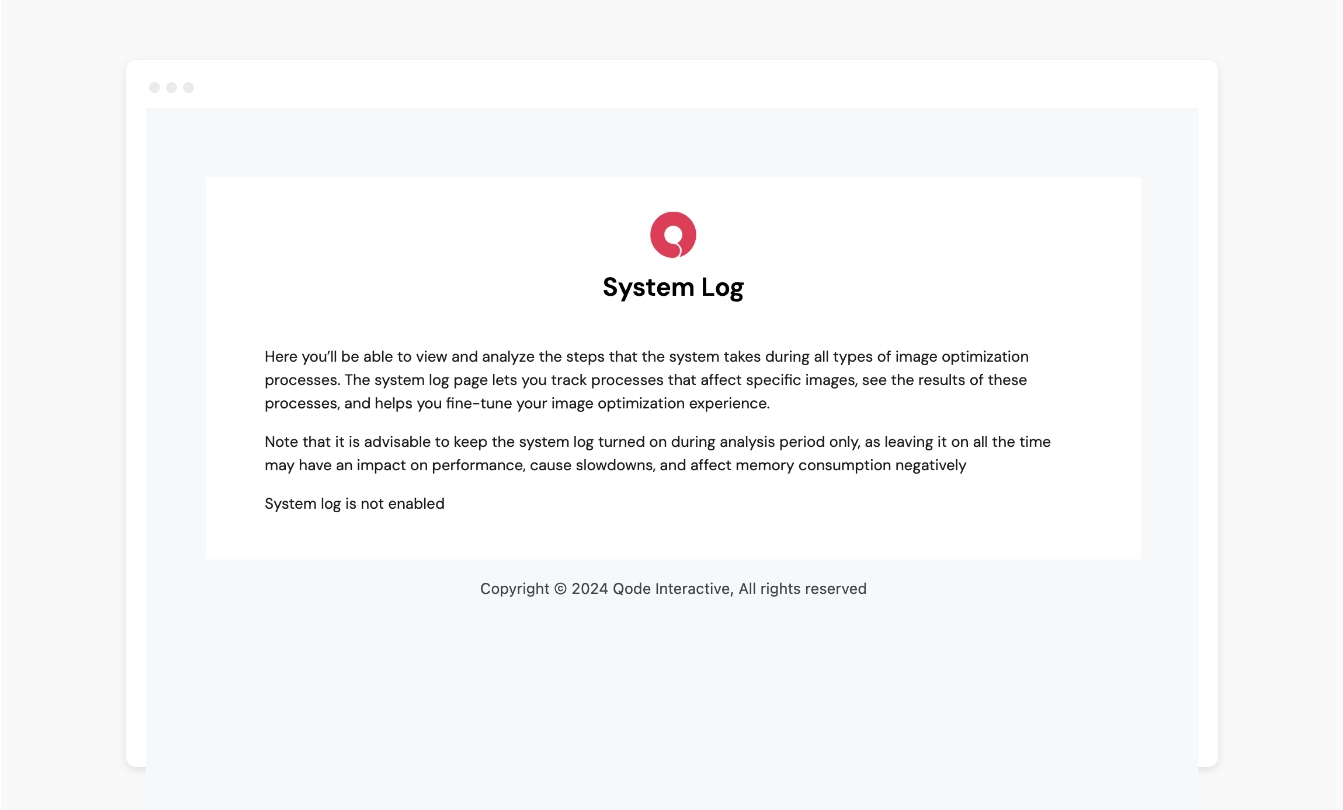 System Log
Here you’ll be able to view and analyze the steps that the system takes during all types of image optimization
processes. The system log page lets you track processes that affect specific images, see the results of these
processes, and helps you fine-tune your image optimization experience.
Note that it is advisable to keep the system log turned on during analysis period only, as leaving it on all the time
may have an impact on performance, cause slowdowns, and affect memory consumption negatively
System log is not enabled
Copyright © 2024 Qode Interactive, All rights reserved